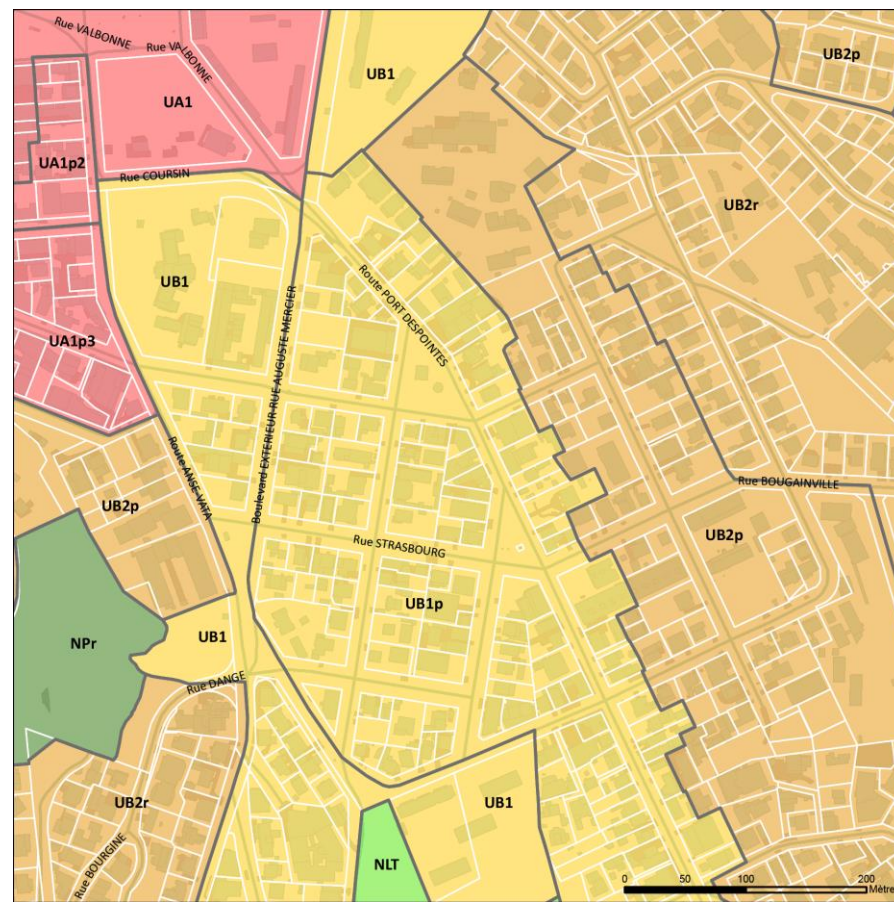 Rue VALBONNE
Rue VALBONNE
UB2p
UB1
UA1
UA1p2
Rue COURSIN
UB2r
UB1
Route PORT DESPOINTES
UA1p3
Boulevard EXTERIEUR RUE AUGUSTE MERCIER
Route ANSE VATA
Rue BOUGAINVILLE
UB2p
UB2p
Rue STRASBOURG
UB1p
NPr
UB1
Rue DANGE
UB2r
UB1
Rue BOURGINE
NLT
0 50 100 200
Mètre